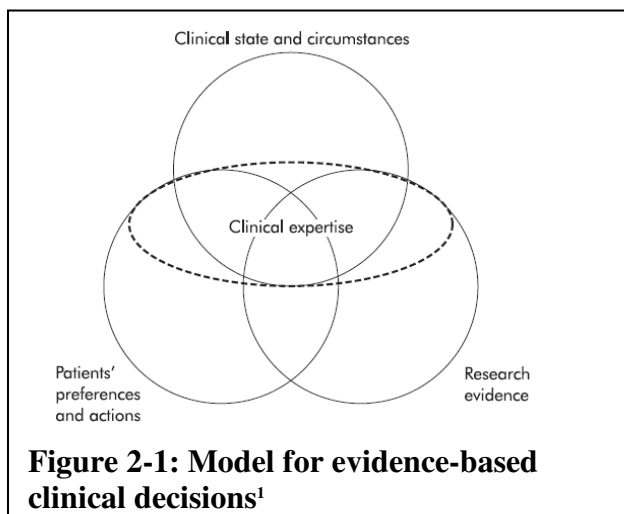 Clinical state and circumstances
Clinical expertise
Patients'
preferences
and actions
Research
evidence
Figure 2-1: Model for evidence-based
clinical decisions¹